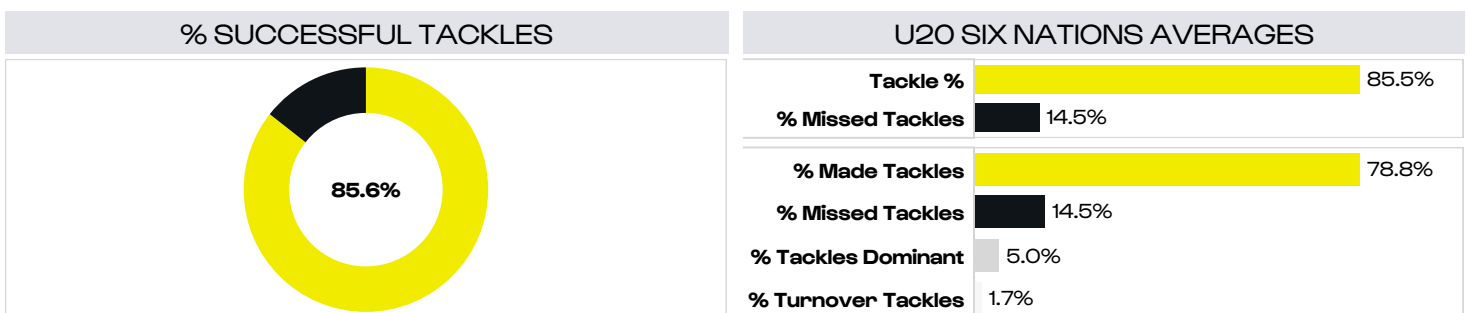 % SUCCESSFUL TACKLES
85.6%
U20 SIX NATIONS AVERAGES
Tackle % 85.5%
% Missed Tackles 14.5%
% Made Tackles 78.8%
% Missed Tackles 14.5%
% Tackles Dominant 5.0%
% Turnover Tackles 1.7%